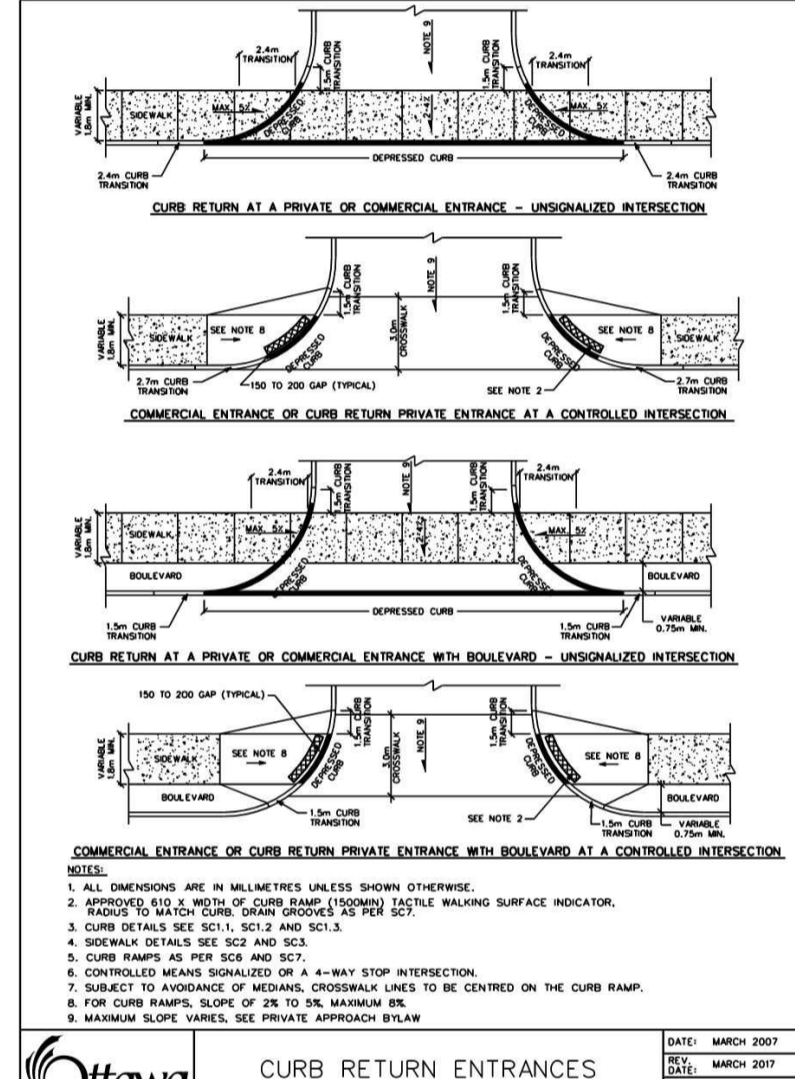 2.4m
TRANSITION
1.5m CURB
TRANSITION
NOTE 9
1.5m CURB
TRANSITION
2.4m
TRANSITION
VARIABLE
1.8m MIN.
SIDEWALK
MAX. 5%
DEPRESSED
CURB
2-4%
DEPRESSED
CURB
MAX. 5%
DEPRESSED CURB
2.4m CURB
TRANSITION
2.4m CURB
TRANSITION
CURB RETURN AT A PRIVATE OR COMMERCIAL ENTRANCE - UNSIGNALIZED INTERSECTION
1.5m CURB
TRANSITION
NOTE 9
1.5m CURB
TRANSITION
VARIABLE
1.8m MIN.
SIDEWALK
SEE NOTE 8
DEPRESSED
CURB
3.0m
CROSSWALK
DEPRESSED
CURB
SEE NOTE 8
SIDEWALK
2.7m CURB
TRANSITION
150 TO 200 GAP (TYPICAL)
SEE NOTE 2
2.7m CURB
TRANSITION
COMMERCIAL ENTRANCE OR CURB RETURN PRIVATE ENTRANCE AT A CONTROLLED INTERSECTION
2.4m
TRANSITION
1.5m CURB
TRANSITION
NOTE 9
1.5m CURB
TRANSITION
2.4m
TRANSITION
VARIABLE
1.8m MIN.
SIDEWALK
MAX. 5%
2-4%
MAX. 5%
BOULEVARD
DEPRESSED
CURB
DEPRESSED
CURB
BOULEVARD
DEPRESSED CURB
1.5m CURB
TRANSITION
1.5m CURB
TRANSITION
VARIABLE
0.75m MIN.
CURB RETURN AT A PRIVATE OR COMMERCIAL ENTRANCE WITH BOULEVARD - UNSIGNALIZED INTERSECTION
150 TO 200 GAP (TYPICAL)
1.5m CURB
TRANSITION
NOTE 9
1.5m CURB
TRANSITION
VARIABLE
1.8m MIN.
SIDEWALK
SEE NOTE 8
DEPRESSED
CURB
3.0m
CROSSWALK
DEPRESSED
CURB
SEE NOTE 8
BOULEVARD
BOULEVARD
1.5m CURB
TRANSITION
SEE NOTE 2
1.5m CURB
TRANSITION
VARIABLE
0.75m MIN.
COMMERCIAL ENTRANCE OR CURB RETURN PRIVATE ENTRANCE WITH BOULEVARD AT A CONTROLLED INTERSECTION
NOTES:
1. ALL DIMENSIONS ARE IN MILLIMETRES UNLESS SHOWN OTHERWISE.
2. APPROVED 610 X WIDTH OF CURB RAMP (1500MIN) TACTILE WALKING SURFACE INDICATOR,
RADIUS TO MATCH CURB. DRAIN GROOVES AS PER SC7.
3. CURB DETAILS SEE SC1.1, SC1.2 AND SC1.3.
4. SIDEWALK DETAILS SEE SC2 AND SC3.
5. CURB RAMPS AS PER SC6 AND SC7.
6. CONTROLLED MEANS SIGNALIZED OR A 4-WAY STOP INTERSECTION.
7. SUBJECT TO AVOIDANCE OF MEDIANS, CROSSWALK LINES TO BE CENTRED ON THE CURB RAMP.
8. FOR CURB RAMPS, SLOPE OF 2% TO 5%, MAXIMUM 8%.
9. MAXIMUM SLOPE VARIES, SEE PRIVATE APPROACH BYLAW
Ottawa
CURB RETURN ENTRANCES
DATE: MARCH 2007
REV.
DATE: MARCH 2017